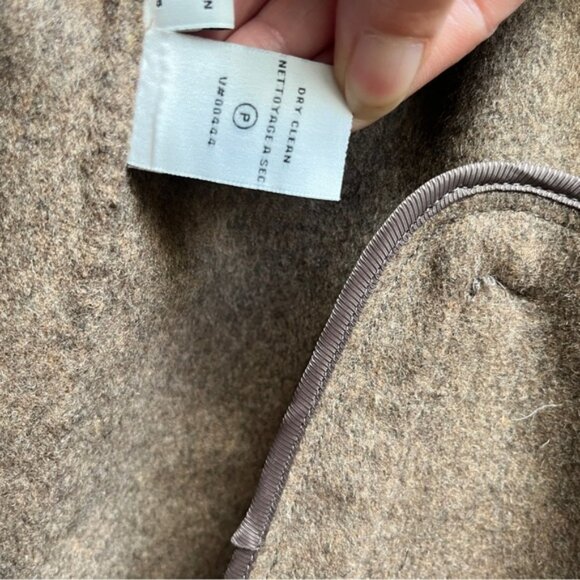 DRY CLEAN
NETTOYAGE A SEC
P
V#00444